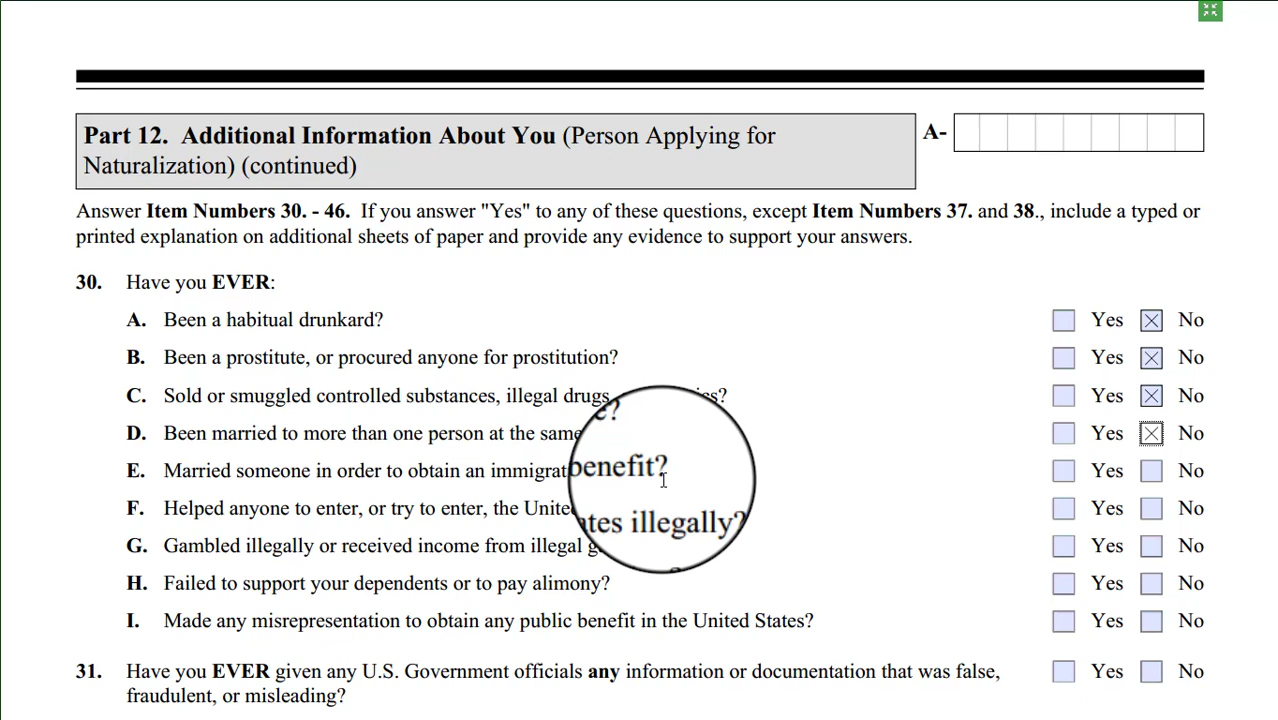 Part 12. Additional Information About You (Person Applying for
Naturalization) (continued)
A-
Answer Item Numbers 30. - 46. If you answer "Yes" to any of these questions, except Item Numbers 37. and 38., include a typed or
printed explanation on additional sheets of paper and provide any evidence to support your answers.
30. Have you EVER:
A. Been a habitual drunkard? Yes No
B. Been a prostitute, or procured anyone for prostitution? Yes No
C. Sold or smuggled controlled substances, illegal drugs Yes No
D. Been married to more than one person at the same Yes No
E. Married someone in order to obtain an benefit? Yes No
F. Helped anyone to enter, or try to enter, the illegally? Yes No
G. Gambled illegally or received income from illegal Yes No
H. Failed to support your dependents or to pay alimony? Yes No
I. Made any misrepresentation to obtain any public benefit in the United States? Yes No
31. Have you EVER given any U.S. Government officials any information or documentation that was false, Yes No
fraudulent, or misleading?